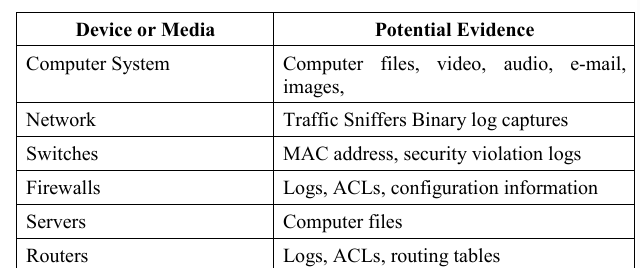 Device or Media Potential Evidence
Computer System Computer files, video, audio, e-mail,
images,
Network Traffic Sniffers Binary log captures
Switches MAC address, security violation logs
Firewalls Logs, ACLs, configuration information
Servers Computer files
Routers Logs, ACLs, routing tables